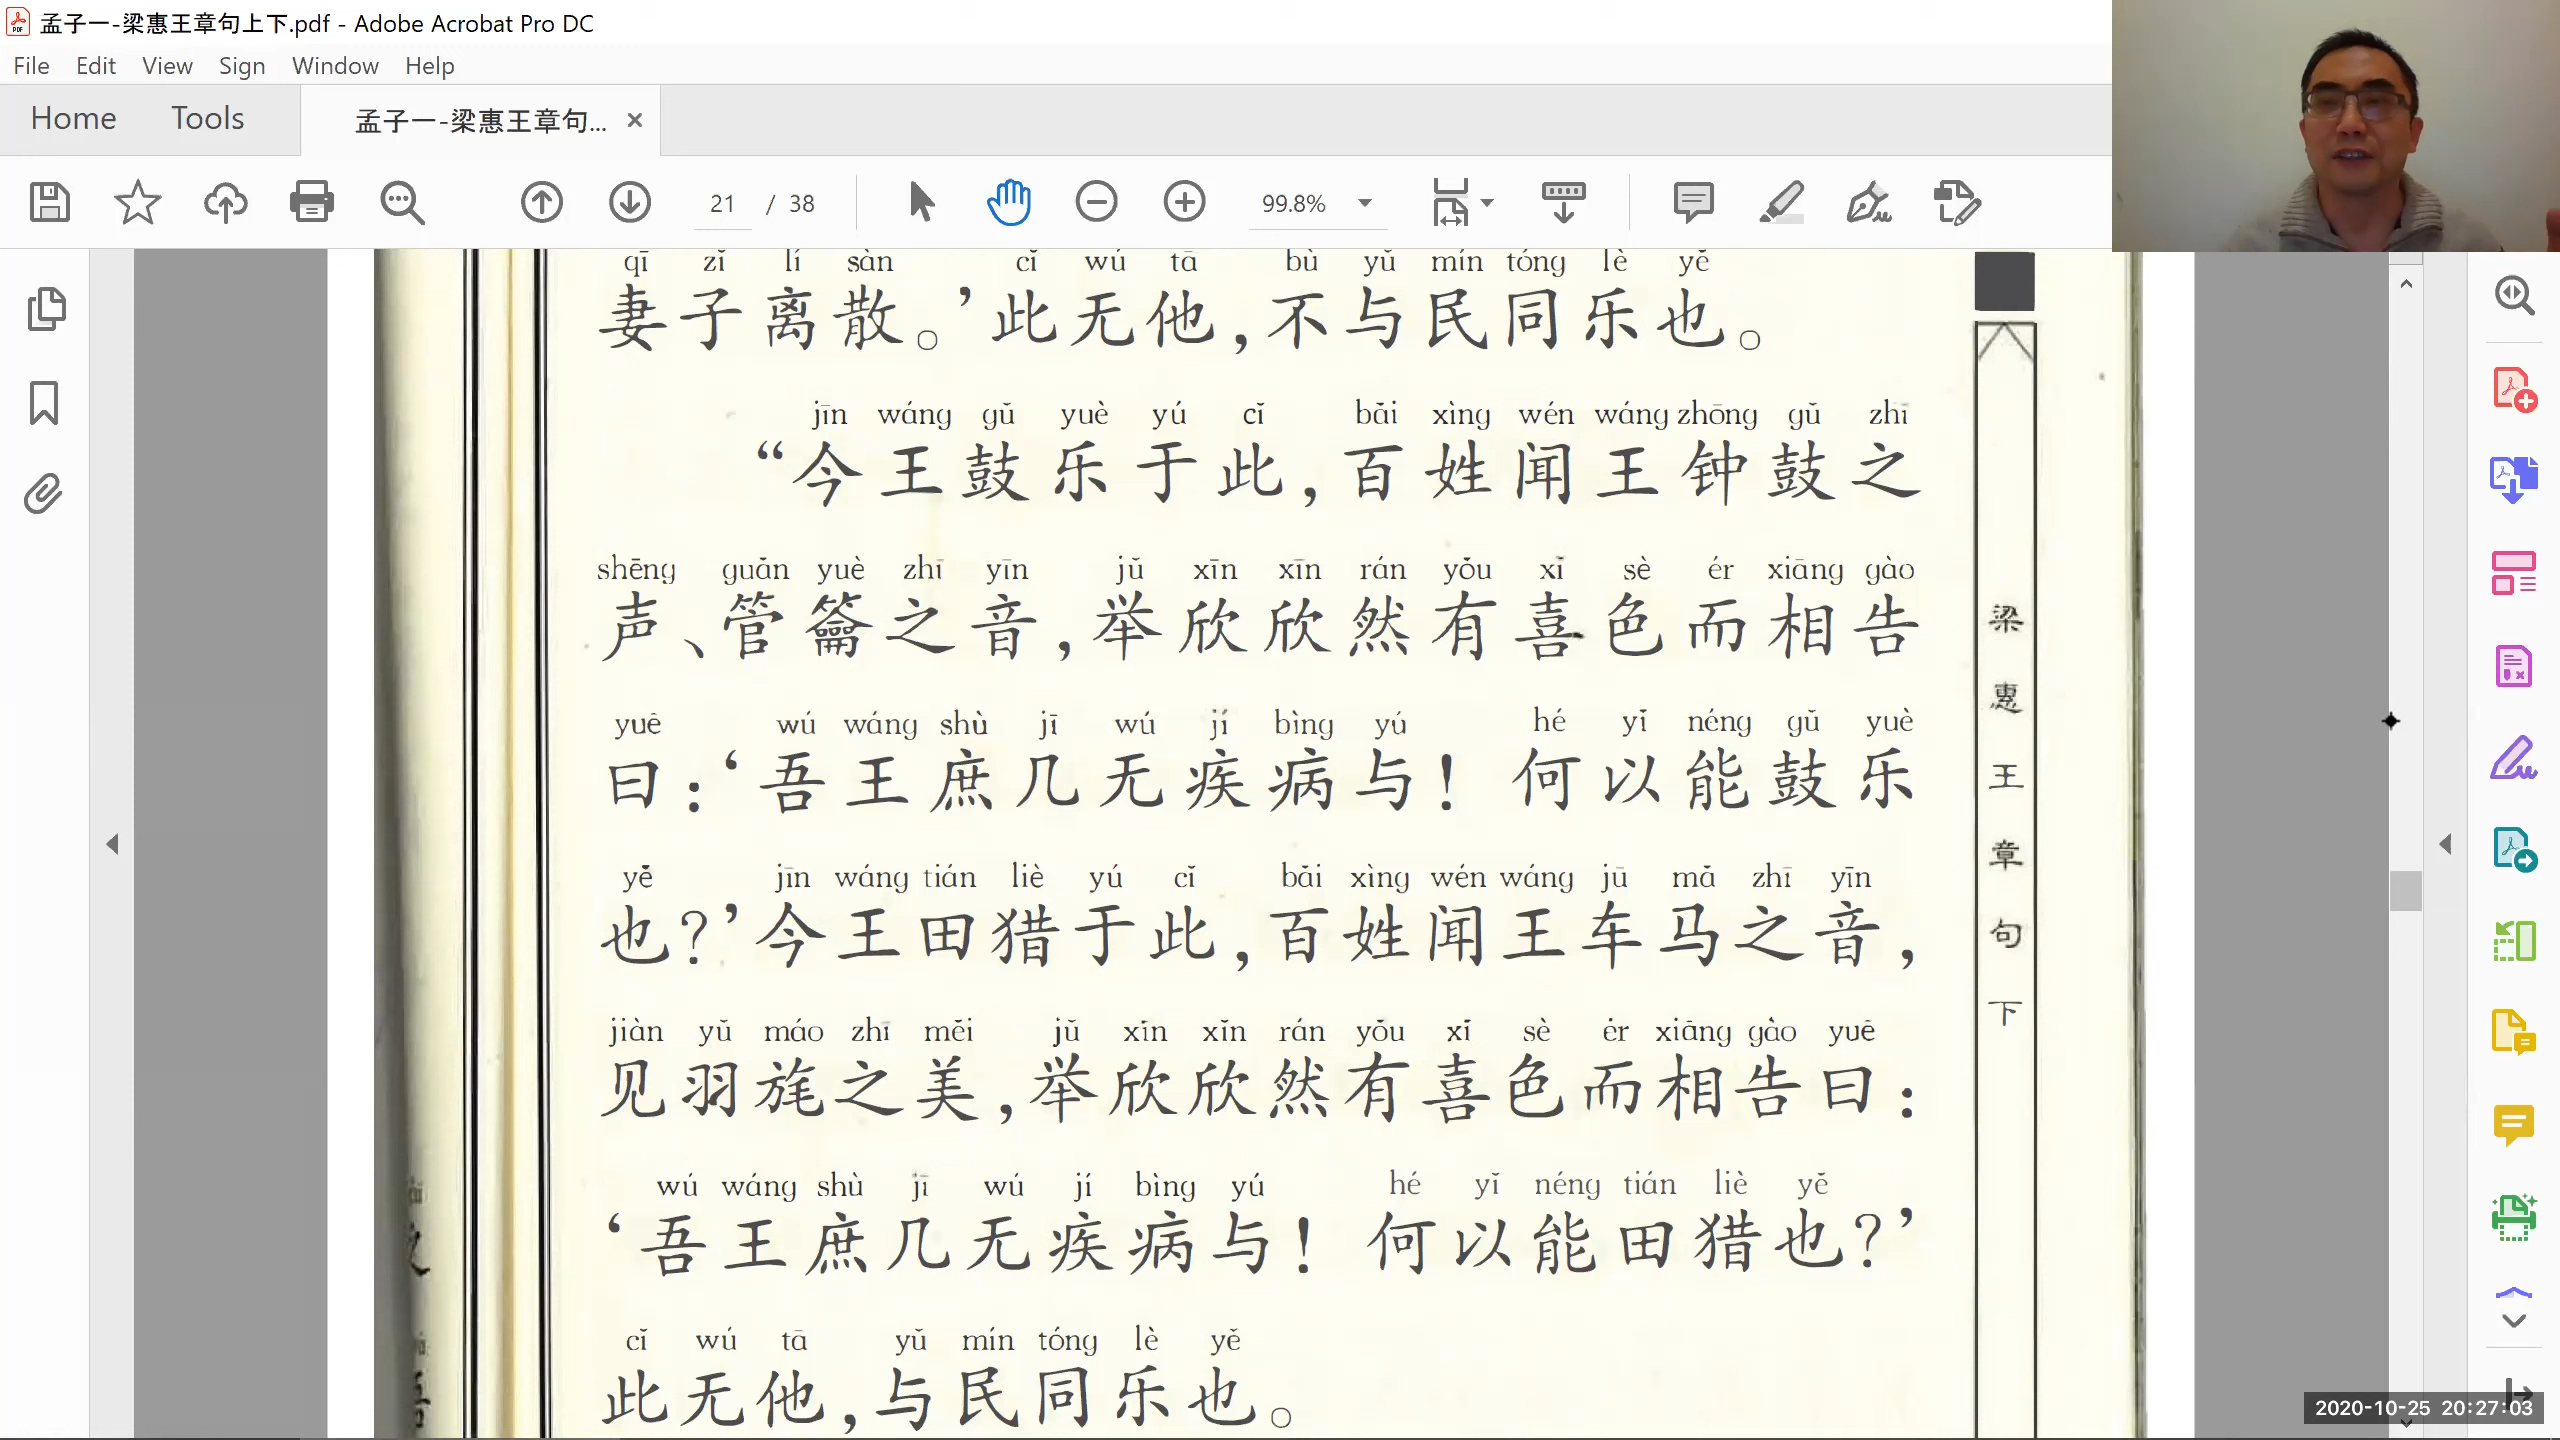 孟子一-梁惠王章句上下.pdf - Adobe Acrobat Pro DC
File Edit View Sign Window Help
Home Tools 孟子一-梁惠王章句... ×
21 / 38 99.8%
qī zǐ lí sàn cǐ wú tā bù yǔ mín tóng lè yě
妻子离散。’此无他，不与民同乐也。
jīn wáng gǔ yuè yú cǐ bǎi xìng wén wáng zhōng gǔ zhī
“今王鼓乐于此，百姓闻王钟鼓之
shēng guǎn yuè zhī yīn jǔ xīn xīn rán yǒu xǐ sè ér xiāng gào
声、管籥之音，举欣欣然有喜色而相告
yuē wú wáng shù jī wú jí bìng yú hé yǐ néng gǔ yuè
曰：‘吾王庶几无疾病与！何以能鼓乐
yě jīn wáng tián liè yú cǐ bǎi xìng wén wáng jū mǎ zhī yīn
也？’今王田猎于此，百姓闻王车马之音，
jiàn yǔ máo zhī měi jǔ xīn xīn rán yǒu xǐ sè ér xiāng gào yuē
见羽旄之美，举欣欣然有喜色而相告曰：
wú wáng shù jī wú jí bìng yú hé yǐ néng tián liè yě
‘吾王庶几无疾病与！何以能田猎也？’
cǐ wú tā yǔ mín tóng lè yě
此无他，与民同乐也。
梁惠王章句下
2020-10-25 20:27:03